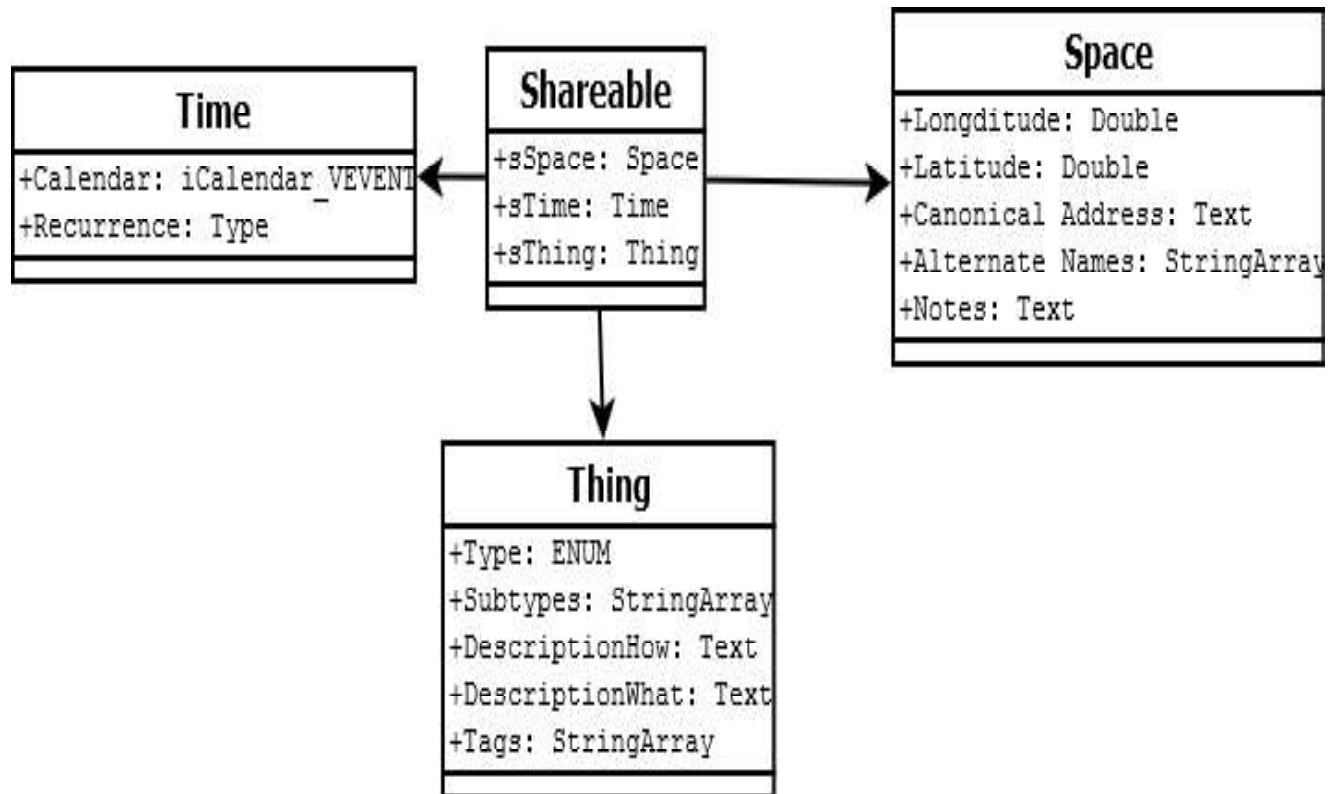 Time
+Calendar: iCalendar_VEVENT
+Recurrence: Type
Shareable
+sSpace: Space
+sTime: Time
+sThing: Thing
Space
+Longditude: Double
+Latitude: Double
+Canonical Address: Text
+Alternate Names: StringArray
+Notes: Text
Thing
+Type: ENUM
+Subtypes: StringArray
+DescriptionHow: Text
+DescriptionWhat: Text
+Tags: StringArray